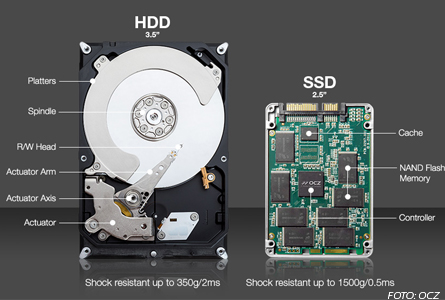 HDD
3.5"
SSD
2.5"
Platters
Spindle
R/W Head
Actuator Arm
Actuator Axis
Actuator
Cache
NAND Flash
Memory
Controller
OCZ
Shock resistant up to 350g/2ms
Shock resistant up to 1500g/0.5ms
FOTO: OCZ